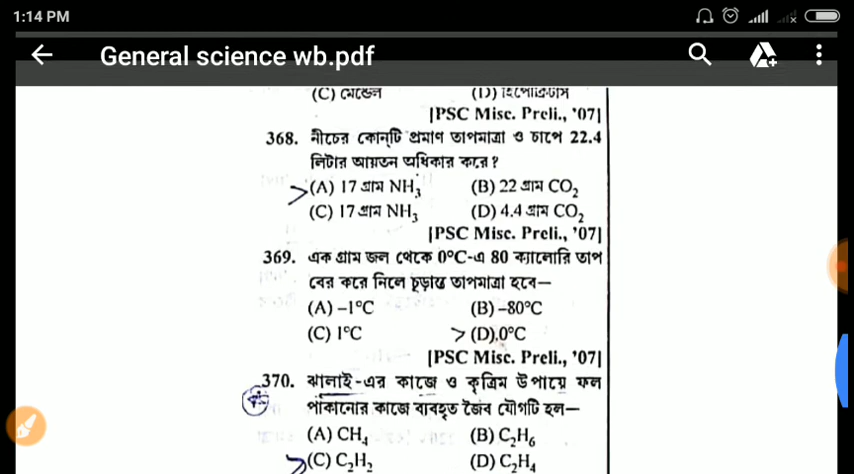 1:14 PM
General science wb.pdf
(C) মেন্ডেল (D) হিপোক্রিটাস
[PSC Misc. Preli., '07]
368. নীচের কোন্‌টি প্রমাণ তাপমাত্রা ও চাপে 22.4
লিটার আয়তন অধিকার করে?
(A) 17 গ্রাম NH₃ (B) 22 গ্রাম CO₂
(C) 17 গ্রাম NH₃ (D) 4.4 গ্রাম CO₂
[PSC Misc. Preli., '07]
369. এক গ্রাম জল থেকে 0°C-এ 80 ক্যালোরি তাপ
বের করে নিলে চূড়ান্ত তাপমাত্রা হবে—
(A) –1°C (B) –80°C
(C) 1°C (D) 0°C
[PSC Misc. Preli., '07]
370. ঝালাই-এর কাজে ও কৃত্রিম উপায়ে ফল
পাকানোর কাজে ব্যবহৃত জৈব যৌগটি হল—
(A) CH₄ (B) C₂H₆
(C) C₂H₂ (D) C₂H₄